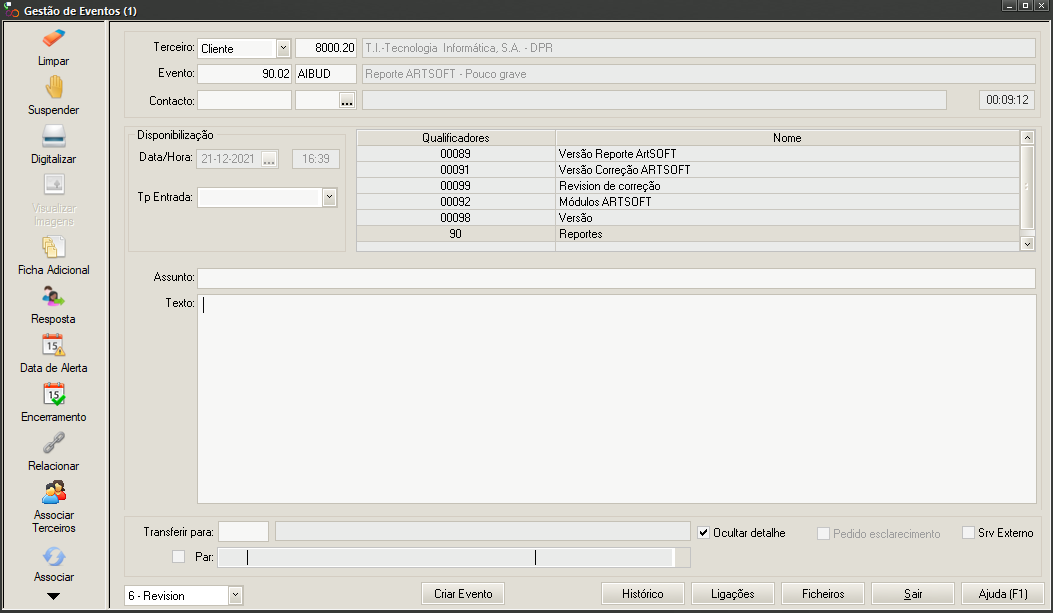 Gestão de Eventos (1)
Limpar
Suspender
Digitalizar
Visualizar
Imagens
Ficha Adicional
Resposta
15
Data de Alerta
15
Encerramento
Relacionar
Associar
Terceiros
Associar
Terceiro: Cliente 8000.20 T.I.-Tecnologia Informática, S.A. - DPR
Evento: 90.02 AIBUD Reporte ARTSOFT - Pouco grave
Contacto: ... 00:09:12
Disponibilização
Data/Hora: 21-12-2021 ... 16:39
Tp Entrada:
Qualificadores Nome
00089 Versão Reporte ArtSOFT
00091 Versão Correção ARTSOFT
00099 Revision de correção
00092 Módulos ARTSOFT
00098 Versão
90 Reportes
Assunto:
Texto:
Transferir para: Ocultar detalhe Pedido esclarecimento Srv Externo
Par:
6 - Revision Criar Evento Histórico Ligações Ficheiros Sair Ajuda (F1)